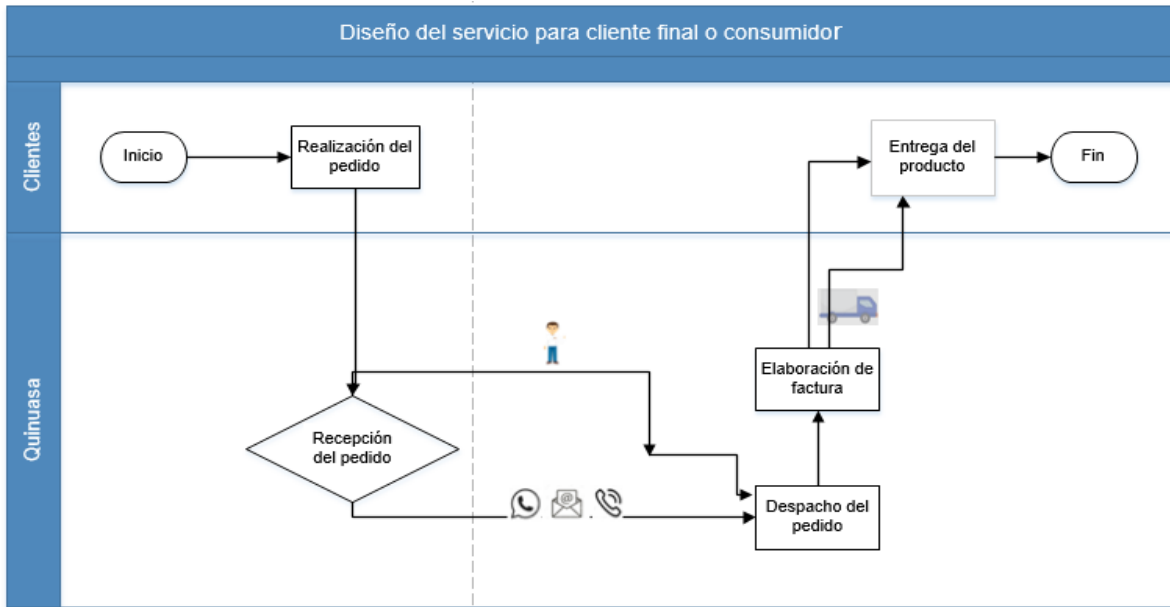 Diseño del servicio para cliente final o consumidor
Clientes
Inicio
Realización del
pedido
Entrega del
producto
Fin
Quinuasa
Recepción
del pedido
Elaboración de
factura
Despacho del
pedido